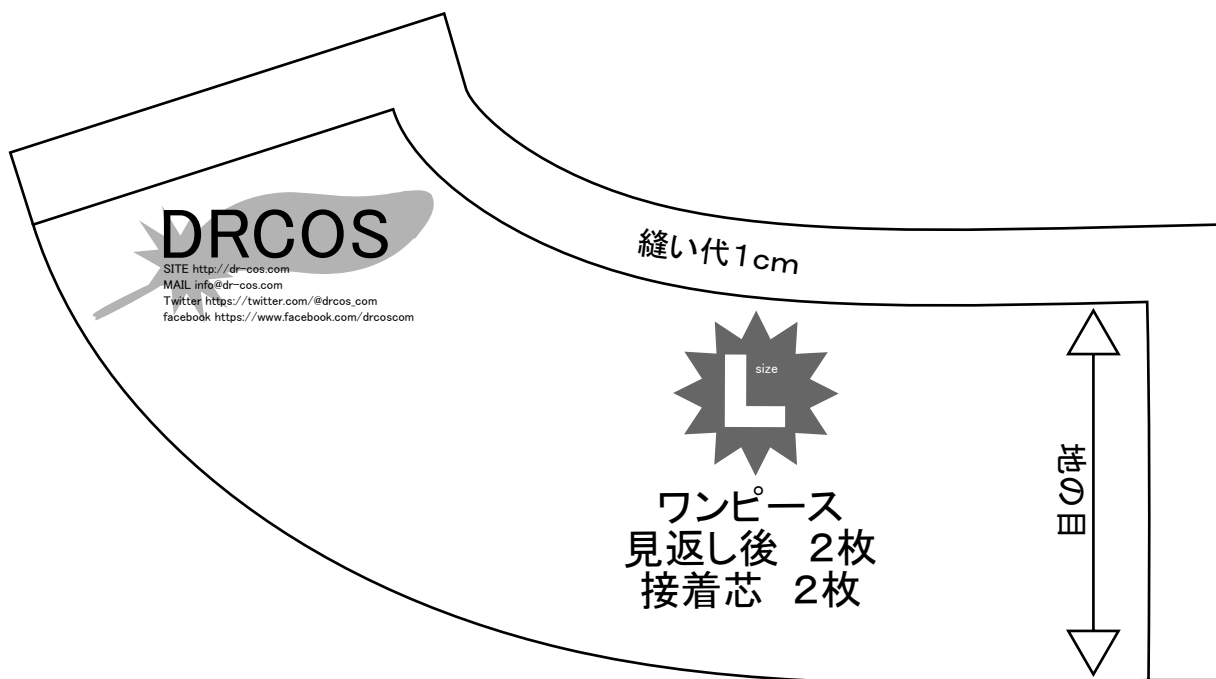 DRCOS
SITE http://dr-cos.com
MAIL info@dr-cos.com
Twitter https://twitter.com/@drcos_com
facebook https://www.facebook.com/drcoscom
縫い代1cm
L size
ワンピース
見返し後　2枚
接着芯　2枚
地の目